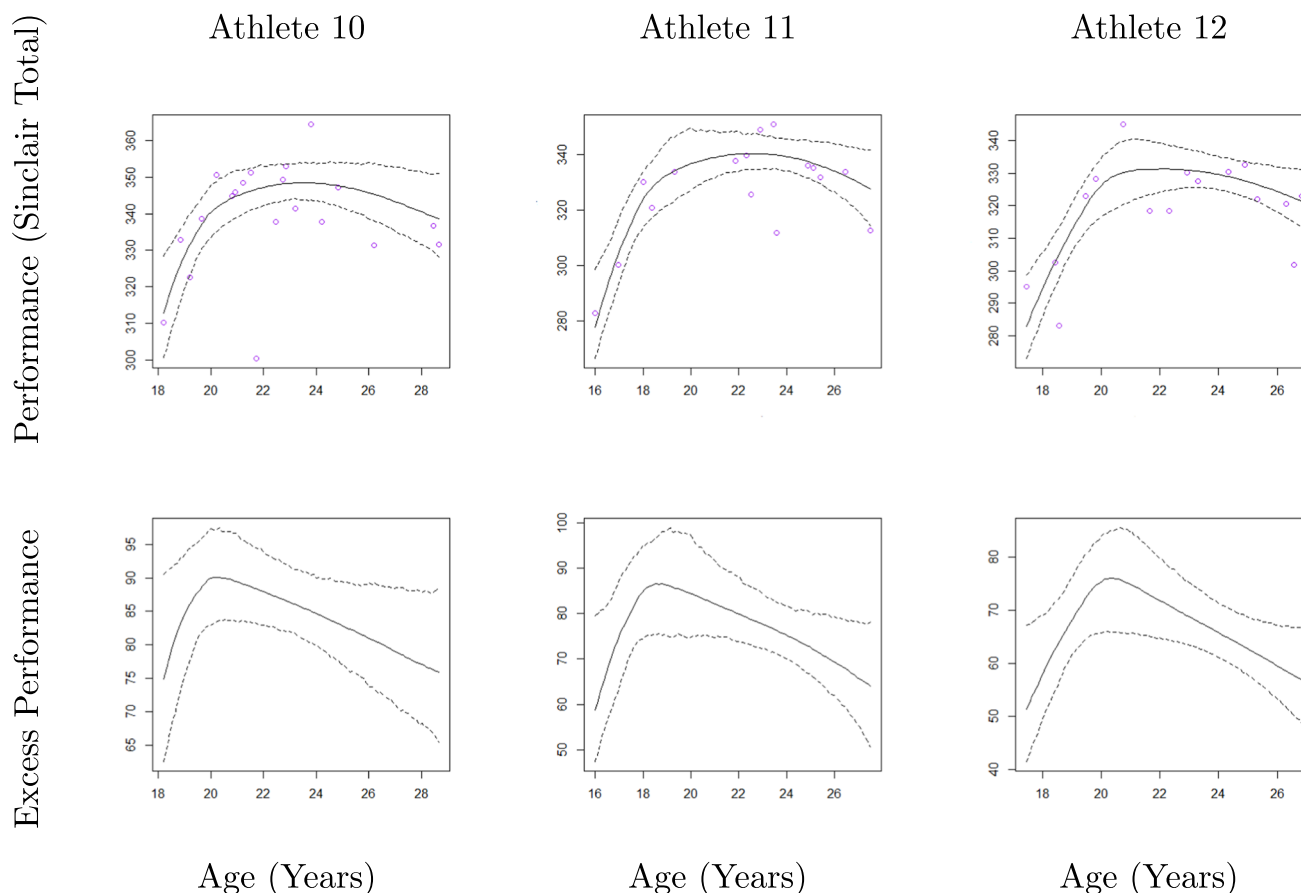 Athlete 10
Athlete 11
Athlete 12
Performance (Sinclair Total)
360
350
340
330
320
310
300
18 20 22 24 26 28
340
320
300
280
16 18 20 22 24 26
340
330
320
310
300
290
280
18 20 22 24 26
Excess Performance
95
90
85
80
75
70
65
18 20 22 24 26 28
100
90
80
70
60
50
16 18 20 22 24 26
80
70
60
50
40
18 20 22 24 26
Age (Years)
Age (Years)
Age (Years)